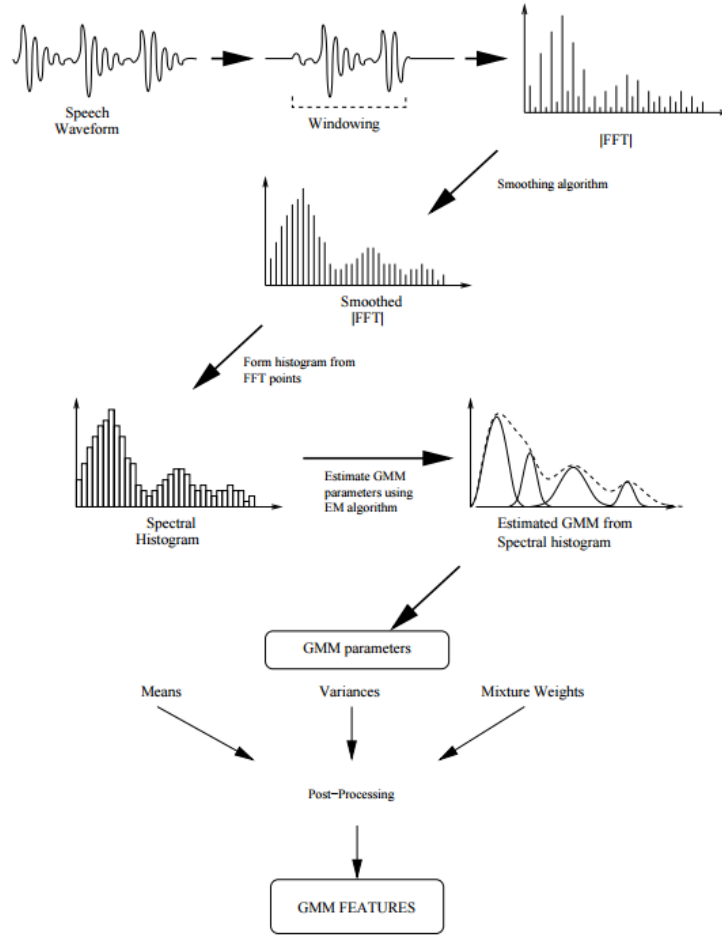 Speech
Waveform
Windowing
|FFT|
Smoothing algorithm
Smoothed
|FFT|
Form histogram from
FFT points
Spectral
Histogram
Estimate GMM
parameters using
EM algorithm
Estimated GMM from
Spectral histogram
GMM parameters
Means
Variances
Mixture Weights
Post-Processing
GMM FEATURES